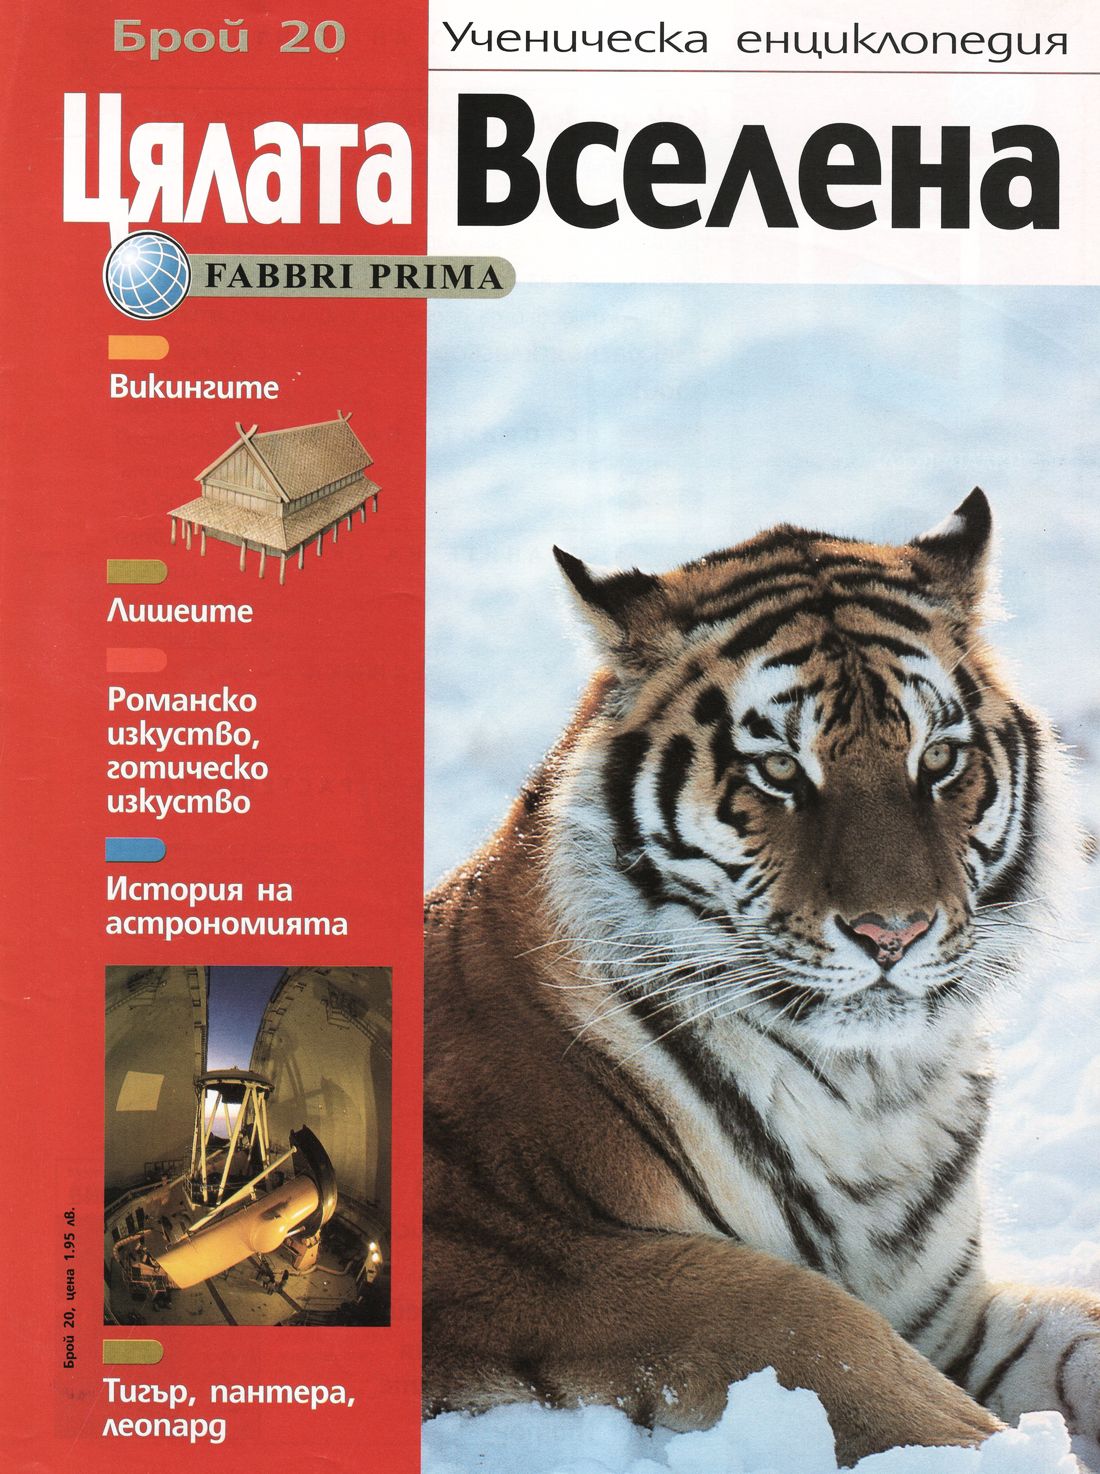 Брой 20
Ученическа енциклопедия
Цялата Вселена
FABBRI PRIMA
Викингите
Лишеите
Романско
изкуство,
готическо
изкуство
История на
астрономията
Брой 20, цена 1.95 лв.
Тигър, пантера,
леопард